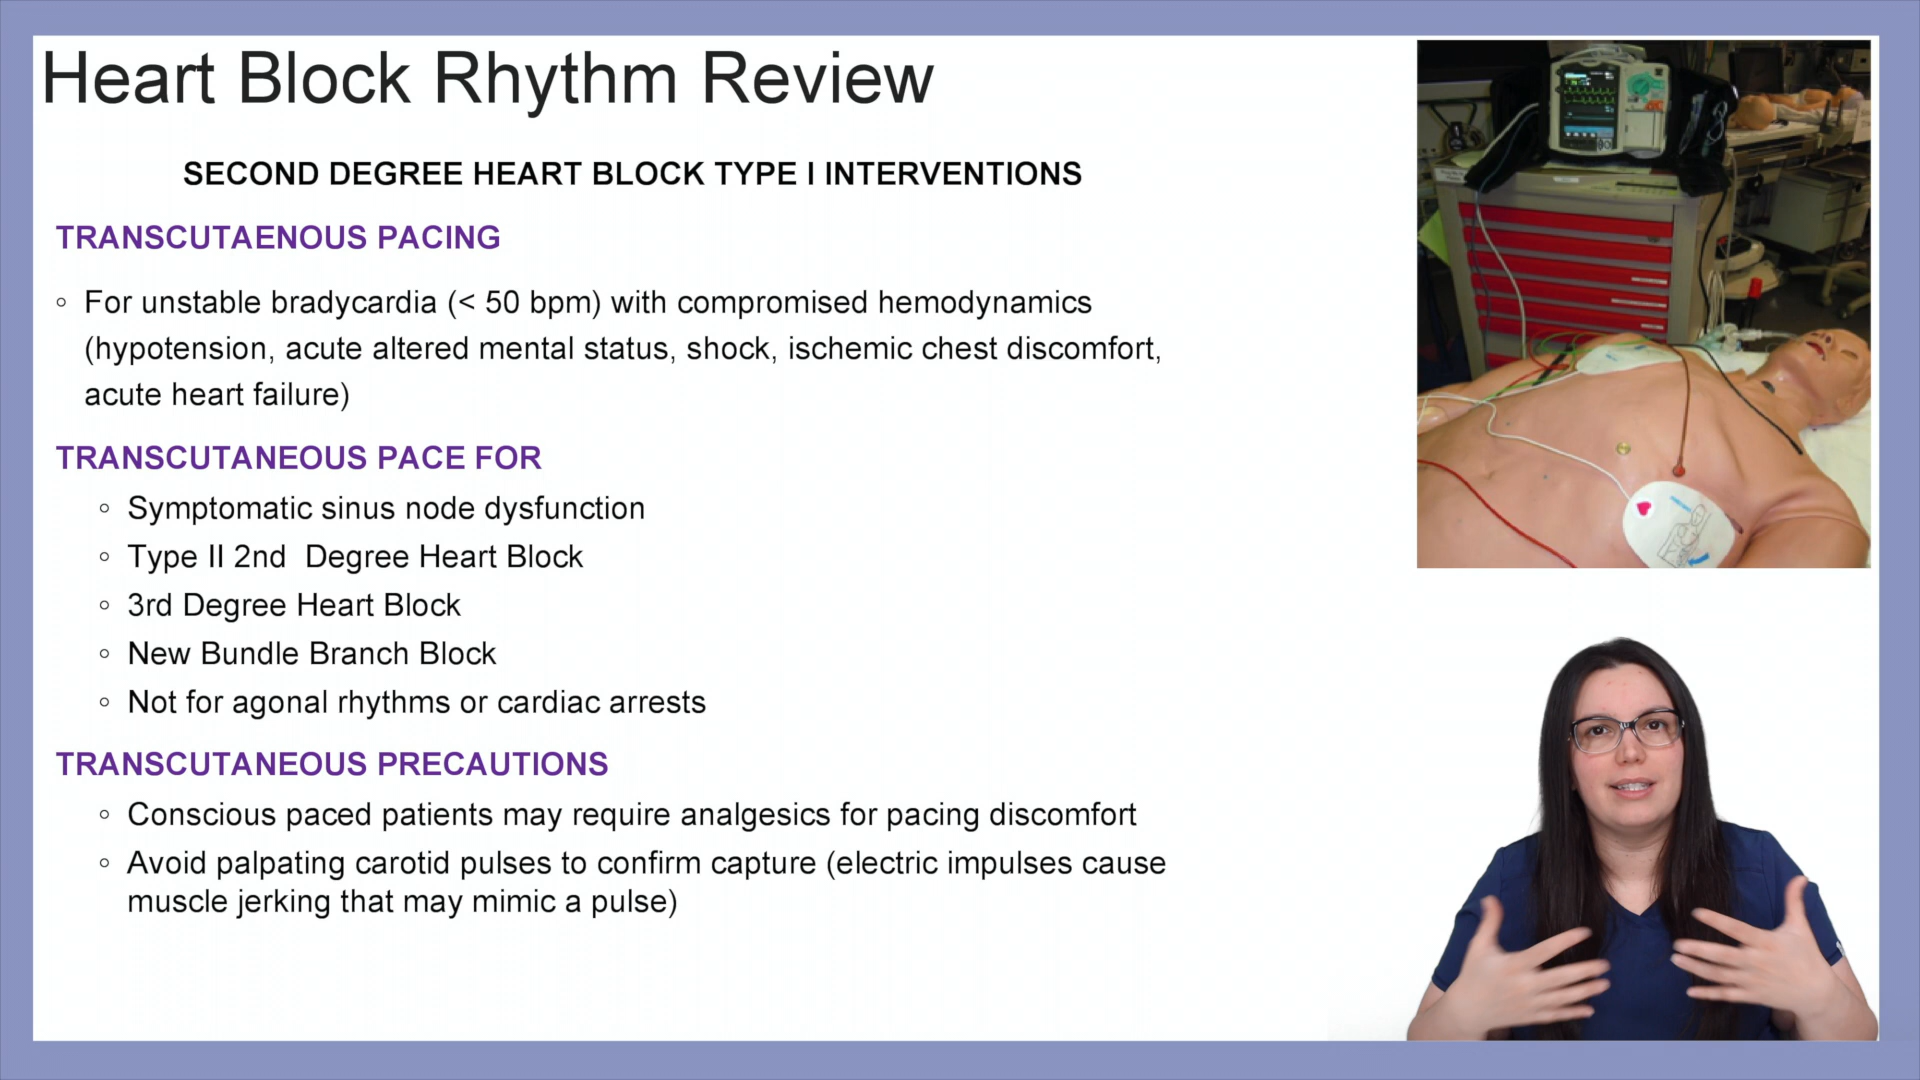 Heart Block Rhythm Review
SECOND DEGREE HEART BLOCK TYPE I INTERVENTIONS
TRANSCUTAENOUS PACING
◦ For unstable bradycardia (< 50 bpm) with compromised hemodynamics
(hypotension, acute altered mental status, shock, ischemic chest discomfort,
acute heart failure)
TRANSCUTANEOUS PACE FOR
◦ Symptomatic sinus node dysfunction
◦ Type II 2nd  Degree Heart Block
◦ 3rd Degree Heart Block
◦ New Bundle Branch Block
◦ Not for agonal rhythms or cardiac arrests
TRANSCUTANEOUS PRECAUTIONS
◦ Conscious paced patients may require analgesics for pacing discomfort
◦ Avoid palpating carotid pulses to confirm capture (electric impulses cause
muscle jerking that may mimic a pulse)